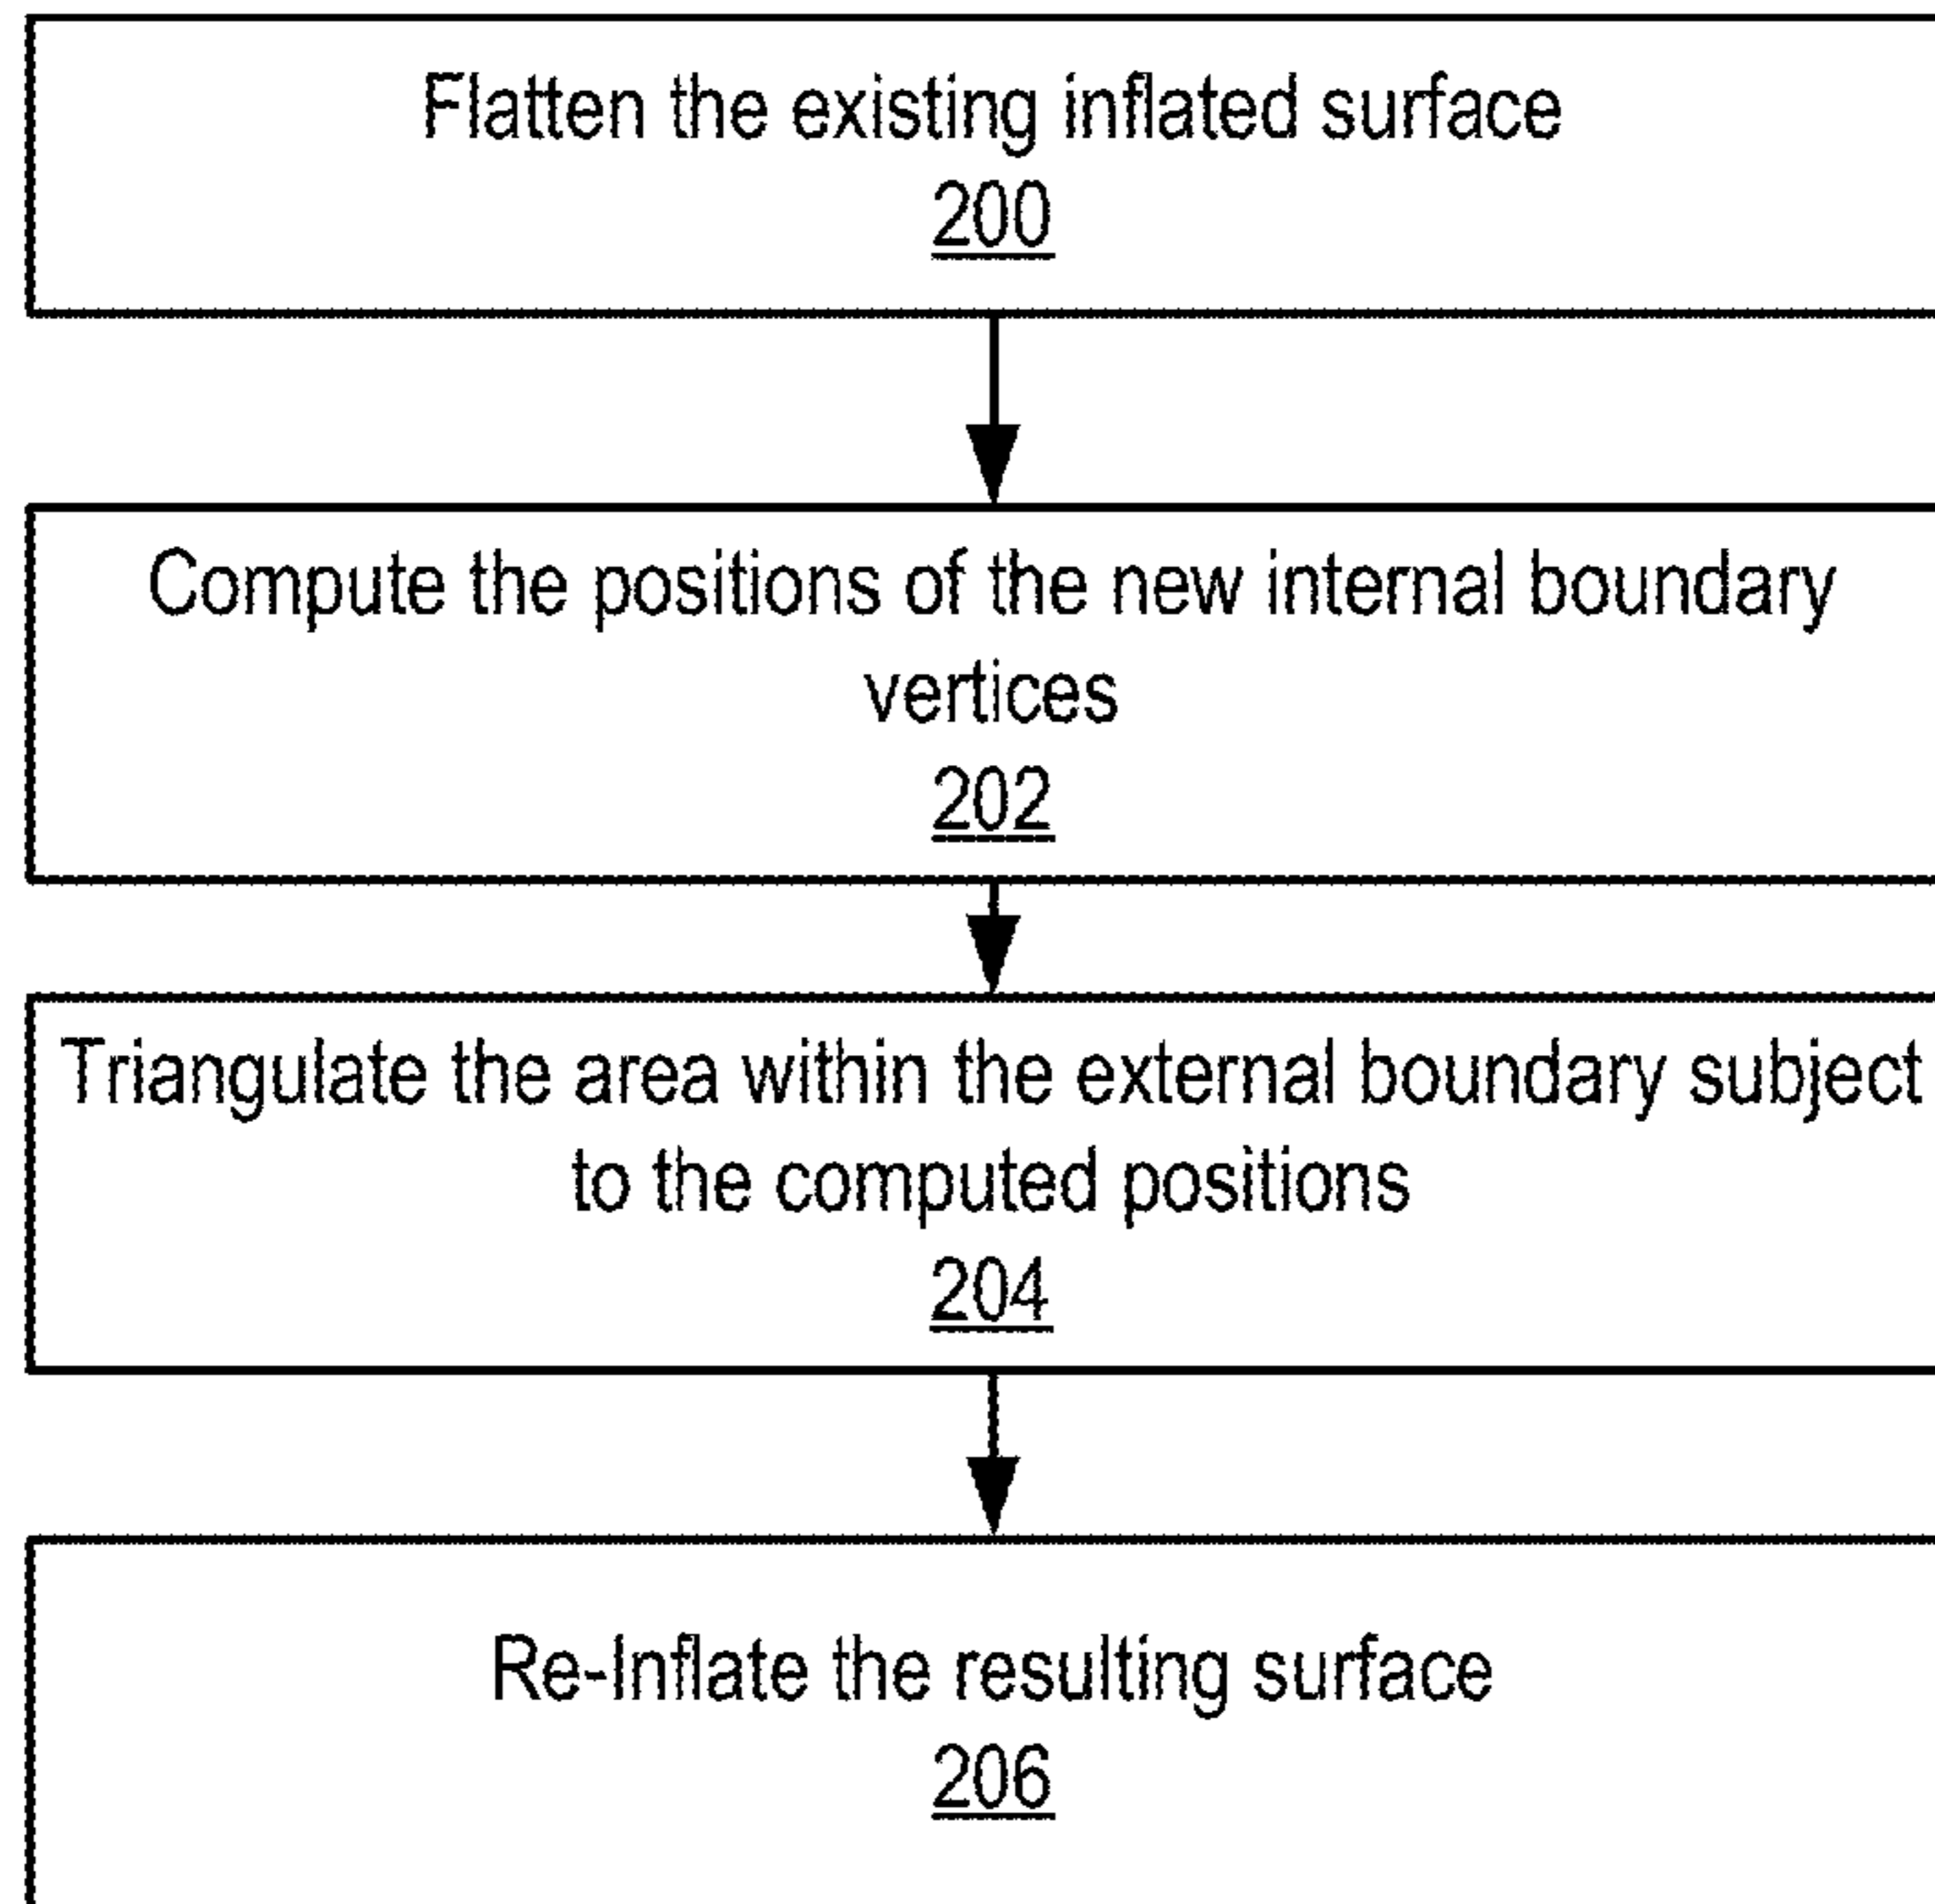 Flatten the existing inflated surface
200
Compute the positions of the new internal boundary
vertices
202
Triangulate the area within the external boundary subject
to the computed positions
204
Re-Inflate the resulting surface
206